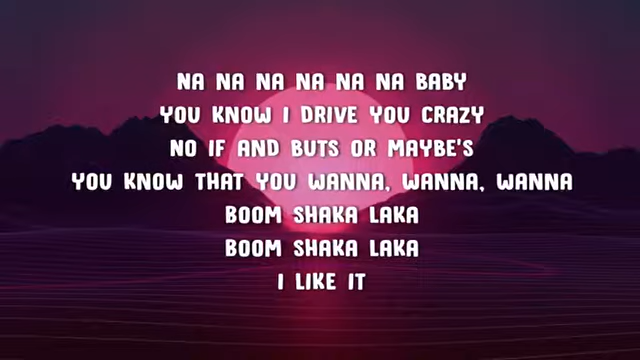 NA NA NA NA NA NA BABY
YOU KNOW I DRIVE YOU CRAZY
NO IF AND BUTS OR MAYBE'S
YOU KNOW THAT YOU WANNA, WANNA, WANNA
BOOM SHAKA LAKA
BOOM SHAKA LAKA
I LIKE IT